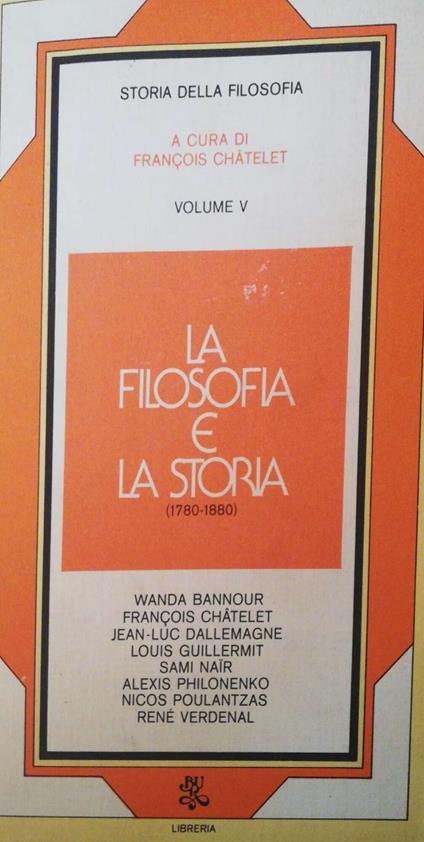 STORIA DELLA FILOSOFIA
A CURA DI
FRANÇOIS CHÂTELET
VOLUME V
LA
FILOSOFIA
E
LA STORIA
(1780-1880)
WANDA BANNOUR
FRANÇOIS CHÂTELET
JEAN-LUC DALLEMAGNE
LOUIS GUILLERMIT
SAMI NAÏR
ALEXIS PHILONENKO
NICOS POULANTZAS
RENÉ VERDENAL
BUR
LIBRERIA